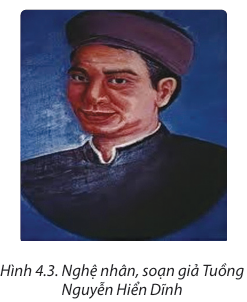 Hình 4.3. Nghệ nhân, soạn giả Tuồng
Nguyễn Hiển Dĩnh